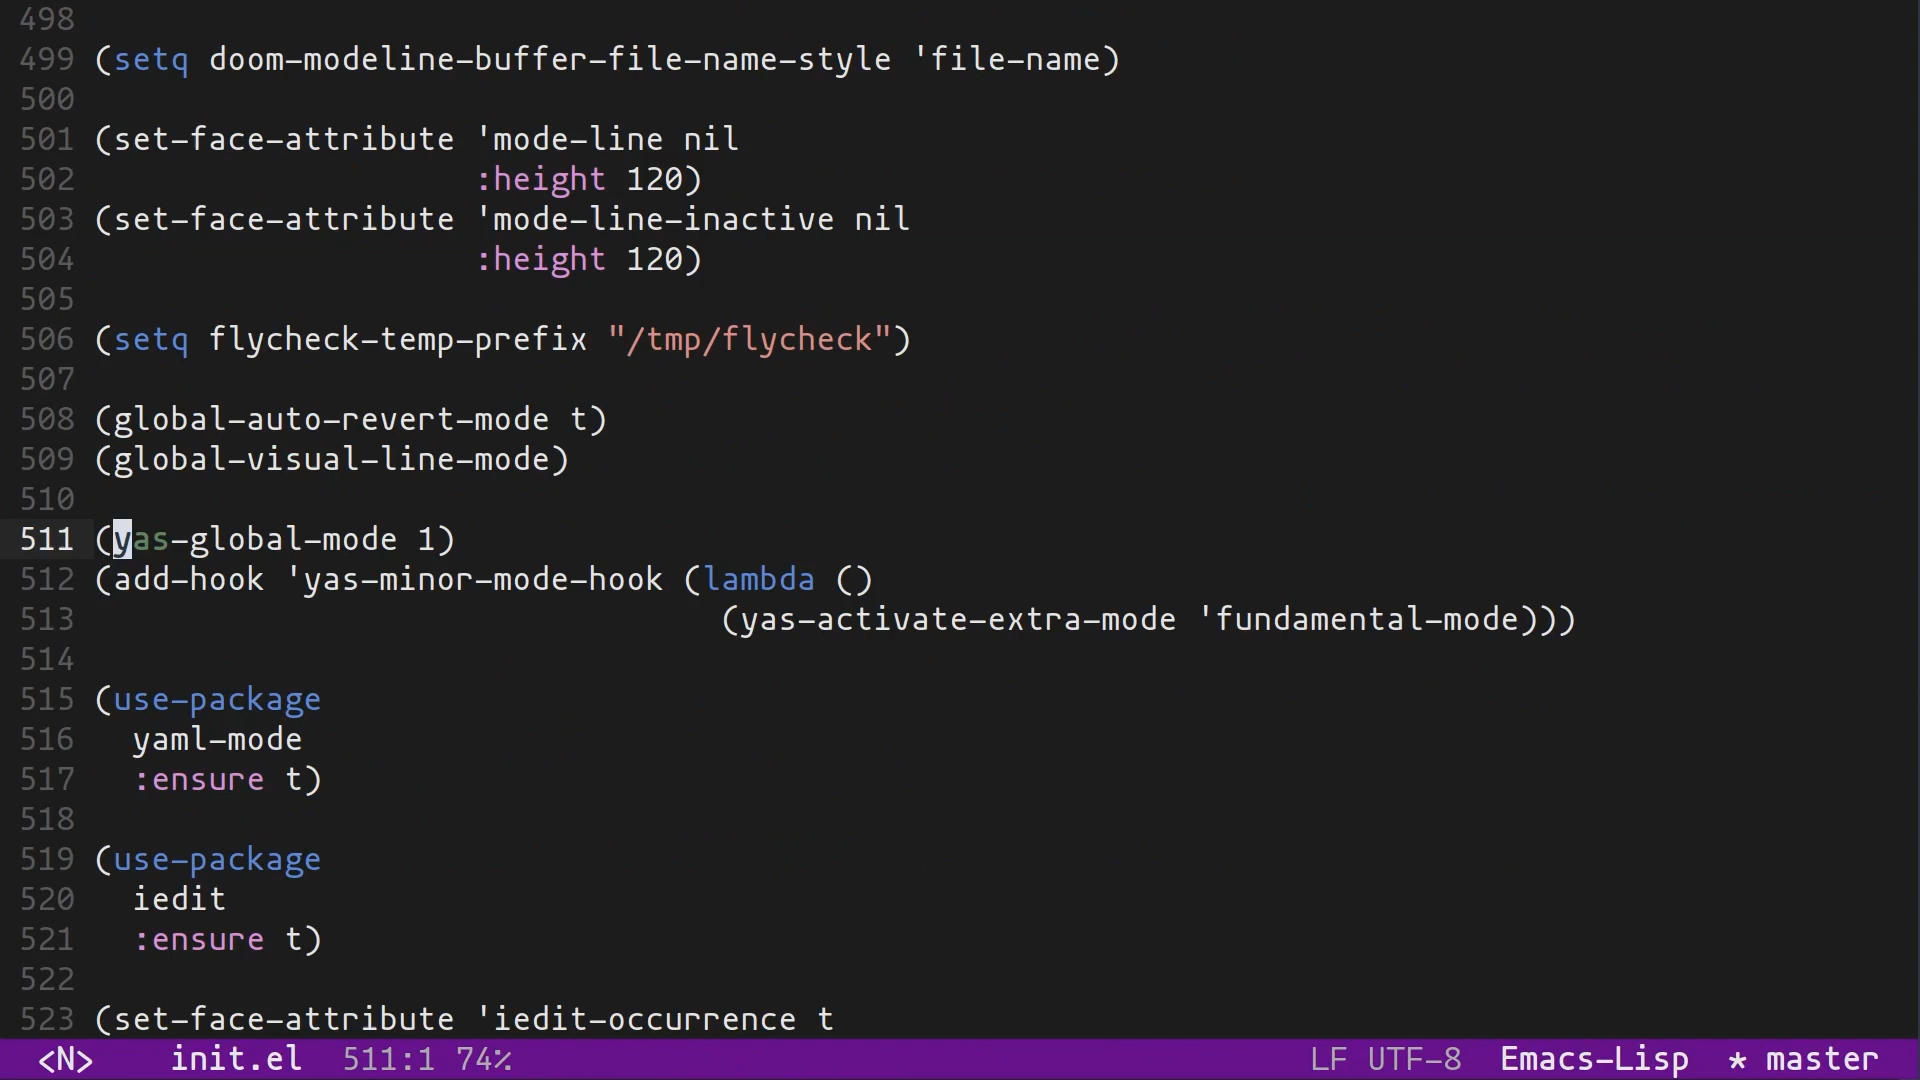 498
499 (setq doom-modeline-buffer-file-name-style 'file-name)
500
501 (set-face-attribute 'mode-line nil
502                     :height 120)
503 (set-face-attribute 'mode-line-inactive nil
504                     :height 120)
505
506 (setq flycheck-temp-prefix "/tmp/flycheck")
507
508 (global-auto-revert-mode t)
509 (global-visual-line-mode)
510
511 (yas-global-mode 1)
512 (add-hook 'yas-minor-mode-hook (lambda ()
513                                  (yas-activate-extra-mode 'fundamental-mode)))
514
515 (use-package
516   yaml-mode
517   :ensure t)
518
519 (use-package
520   iedit
521   :ensure t)
522
523 (set-face-attribute 'iedit-occurrence t
<N> init.el 511:1 74% LF UTF-8 Emacs-Lisp * master